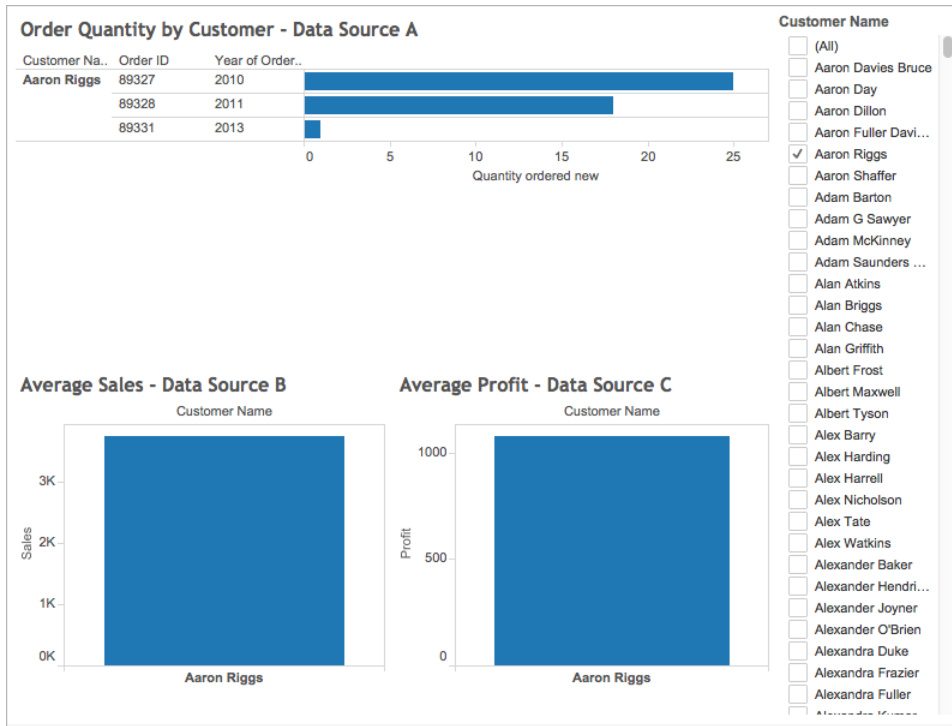 Order Quantity by Customer - Data Source A
Customer Na.. Order ID Year of Order..
Aaron Riggs 89327 2010
89328 2011
89331 2013
0 5 10 15 20 25
Quantity ordered new
Average Sales - Data Source B
Customer Name
3K
2K
1K
0K
Sales
Aaron Riggs
Average Profit - Data Source C
Customer Name
1000
500
0
Profit
Aaron Riggs
Customer Name
(All)
Aaron Davies Bruce
Aaron Day
Aaron Dillon
Aaron Fuller Davi...
Aaron Riggs
Aaron Shaffer
Adam Barton
Adam G Sawyer
Adam McKinney
Adam Saunders ...
Alan Atkins
Alan Briggs
Alan Chase
Alan Griffith
Albert Frost
Albert Maxwell
Albert Tyson
Alex Barry
Alex Harding
Alex Harrell
Alex Nicholson
Alex Tate
Alex Watkins
Alexander Baker
Alexander Hendri...
Alexander Joyner
Alexander O'Brien
Alexandra Duke
Alexandra Frazier
Alexandra Fuller